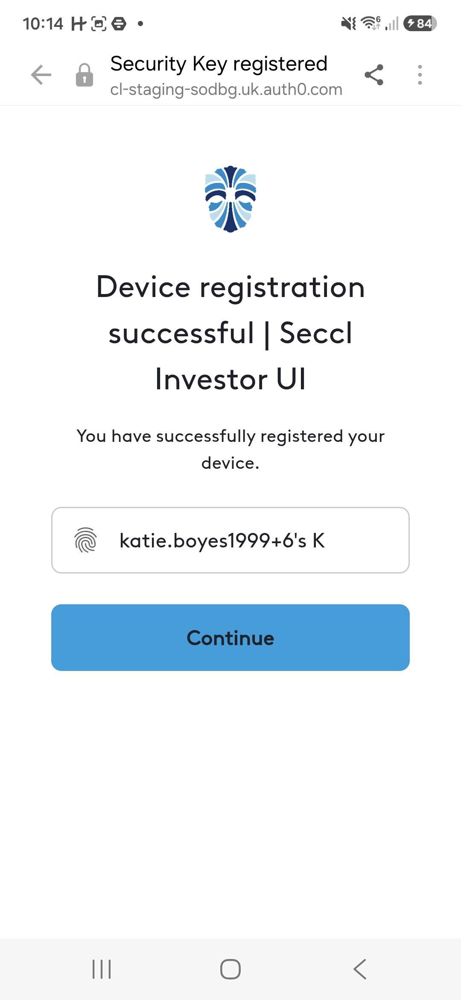 10:14
6
84
Security Key registered
cl-staging-sodbg.uk.auth0.com
Device registration
successful | Seccl
Investor UI
You have successfully registered your
device.
katie.boyes1999+6's K
Continue